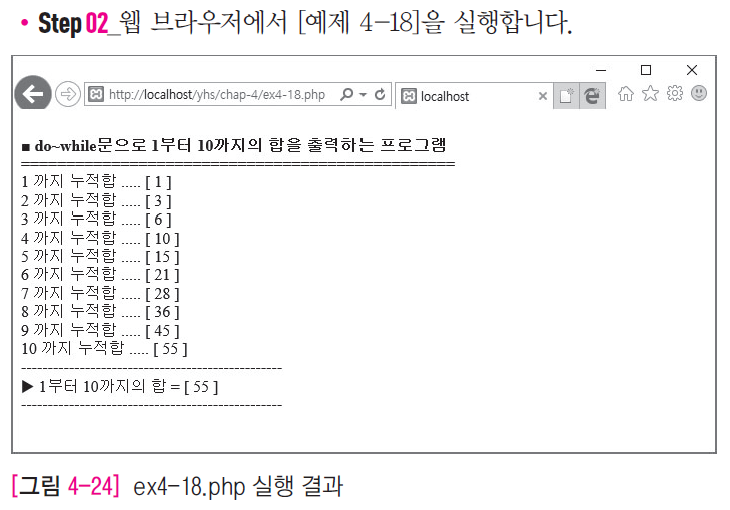 • Step 02_웹 브라우저에서 [예제 4-18]을 실행합니다.
http://localhost/yhs/chap-4/ex4-18.php
localhost
■ do~while문으로 1부터 10까지의 합을 출력하는 프로그램
================================================
1 까지 누적합 ..... [ 1 ]
2 까지 누적합 ..... [ 3 ]
3 까지 누적합 ..... [ 6 ]
4 까지 누적합 ..... [ 10 ]
5 까지 누적합 ..... [ 15 ]
6 까지 누적합 ..... [ 21 ]
7 까지 누적합 ..... [ 28 ]
8 까지 누적합 ..... [ 36 ]
9 까지 누적합 ..... [ 45 ]
10 까지 누적합 ..... [ 55 ]
-----------------------------------------------------
▶ 1부터 10까지의 합 = [ 55 ]
-----------------------------------------------------
[그림 4-24] ex4-18.php 실행 결과